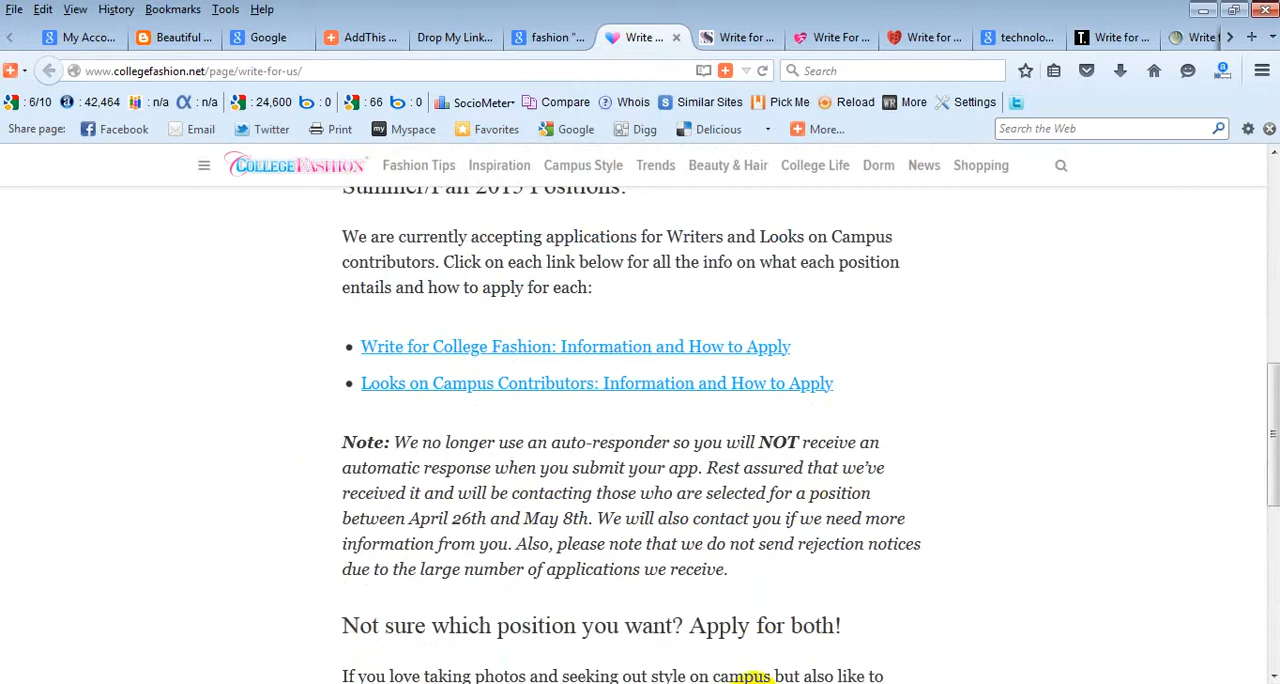 File Edit View History Bookmarks Tools Help
My Acco... Beautiful ... Google AddThis ... Drop My Link... fashion "... Write ... Write for ... Write For ... Write for ... technolo... Write for ... Write
www.collegefashion.net/page/write-for-us/ Search
: 6/10 : 42,464 : n/a : n/a : 24,600 : 0 : 66 : 0 SocioMeter Compare Whois Similar Sites Pick Me Reload More Settings
Share page: Facebook Email Twitter Print Myspace Favorites Google Digg Delicious More... Search the Web
COLLEGEFASHION Fashion Tips Inspiration Campus Style Trends Beauty & Hair College Life Dorm News Shopping
Summer/Fall 2015 Positions:
We are currently accepting applications for Writers and Looks on Campus
contributors. Click on each link below for all the info on what each position
entails and how to apply for each:
• Write for College Fashion: Information and How to Apply
• Looks on Campus Contributors: Information and How to Apply
Note: We no longer use an auto-responder so you will NOT receive an
automatic response when you submit your app. Rest assured that we've
received it and will be contacting those who are selected for a position
between April 26th and May 8th. We will also contact you if we need more
information from you. Also, please note that we do not send rejection notices
due to the large number of applications we receive.
Not sure which position you want? Apply for both!
If you love taking photos and seeking out style on campus but also like to